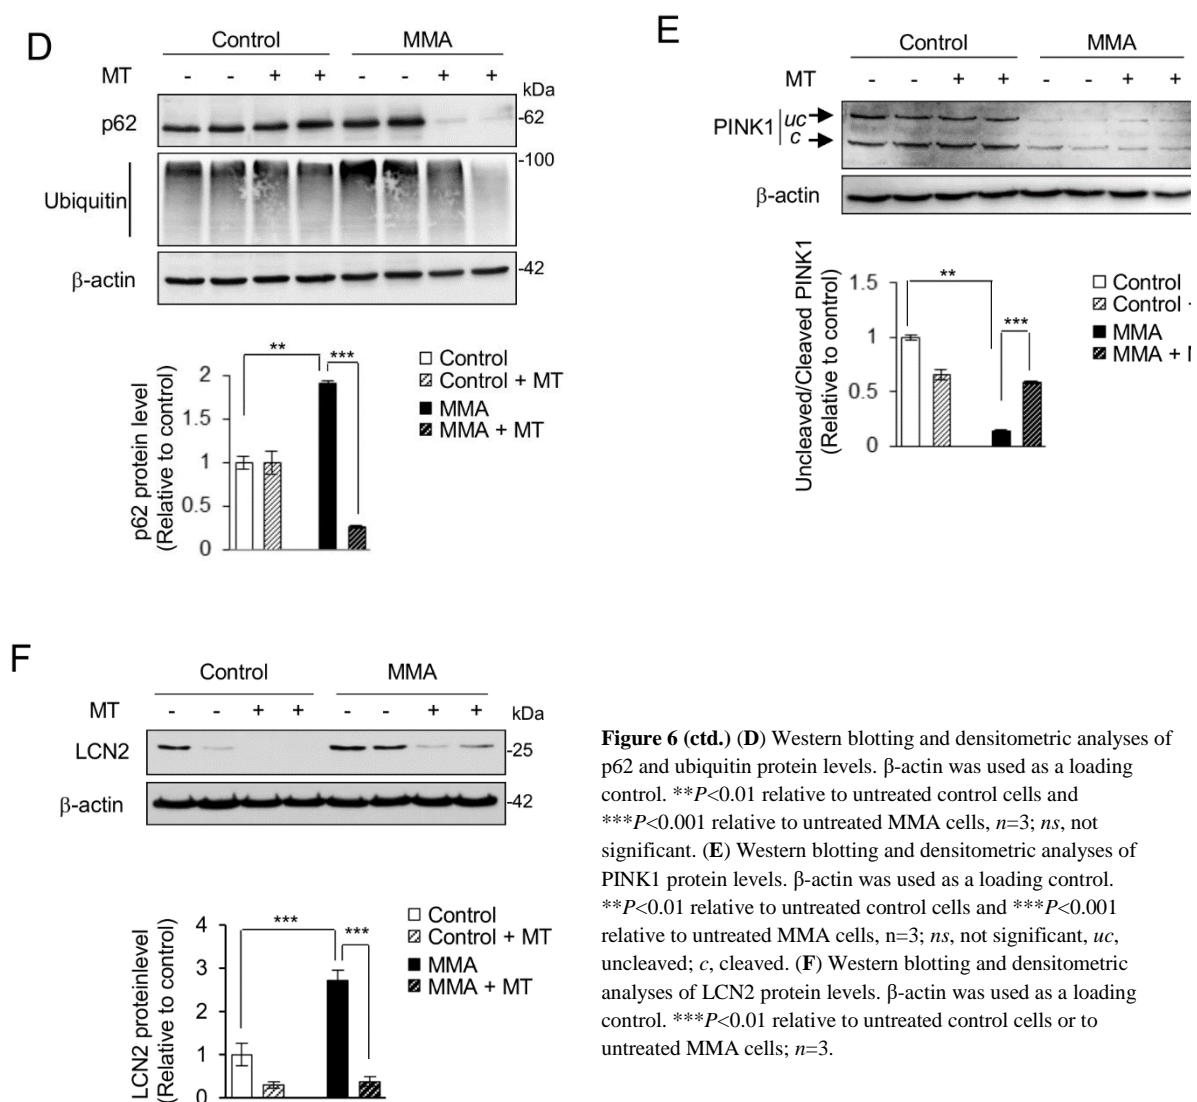 D
Control MMA
MT - - + + - - + +
kDa
p62 -62
-100
Ubiquitin
β-actin -42
2
1.5
1
0.5
0
p62 protein level
(Relative to control)
** ***
Control
Control + MT
MMA
MMA + MT
E
Control MMA
MT - - + + - - + +
PINK1 uc
c
β-actin
1.5
1
0.5
0
Uncleaved/Cleaved PINK1
(Relative to control)
**
***
Control
Control +
MMA
MMA + M
F
Control MMA
MT - - + + - - + +
kDa
LCN2 -25
β-actin -42
4
3
2
1
0
LCN2 proteinlevel
(Relative to control)
*** ***
Control
Control + MT
MMA
MMA + MT
Figure 6 (ctd.) (D) Western blotting and densitometric analyses of
p62 and ubiquitin protein levels. β-actin was used as a loading
control. **P<0.01 relative to untreated control cells and
***P<0.001 relative to untreated MMA cells, n=3; ns, not
significant. (E) Western blotting and densitometric analyses of
PINK1 protein levels. β-actin was used as a loading control.
**P<0.01 relative to untreated control cells and ***P<0.001
relative to untreated MMA cells, n=3; ns, not significant, uc,
uncleaved; c, cleaved. (F) Western blotting and densitometric
analyses of LCN2 protein levels. β-actin was used as a loading
control. ***P<0.01 relative to untreated control cells or to
untreated MMA cells; n=3.